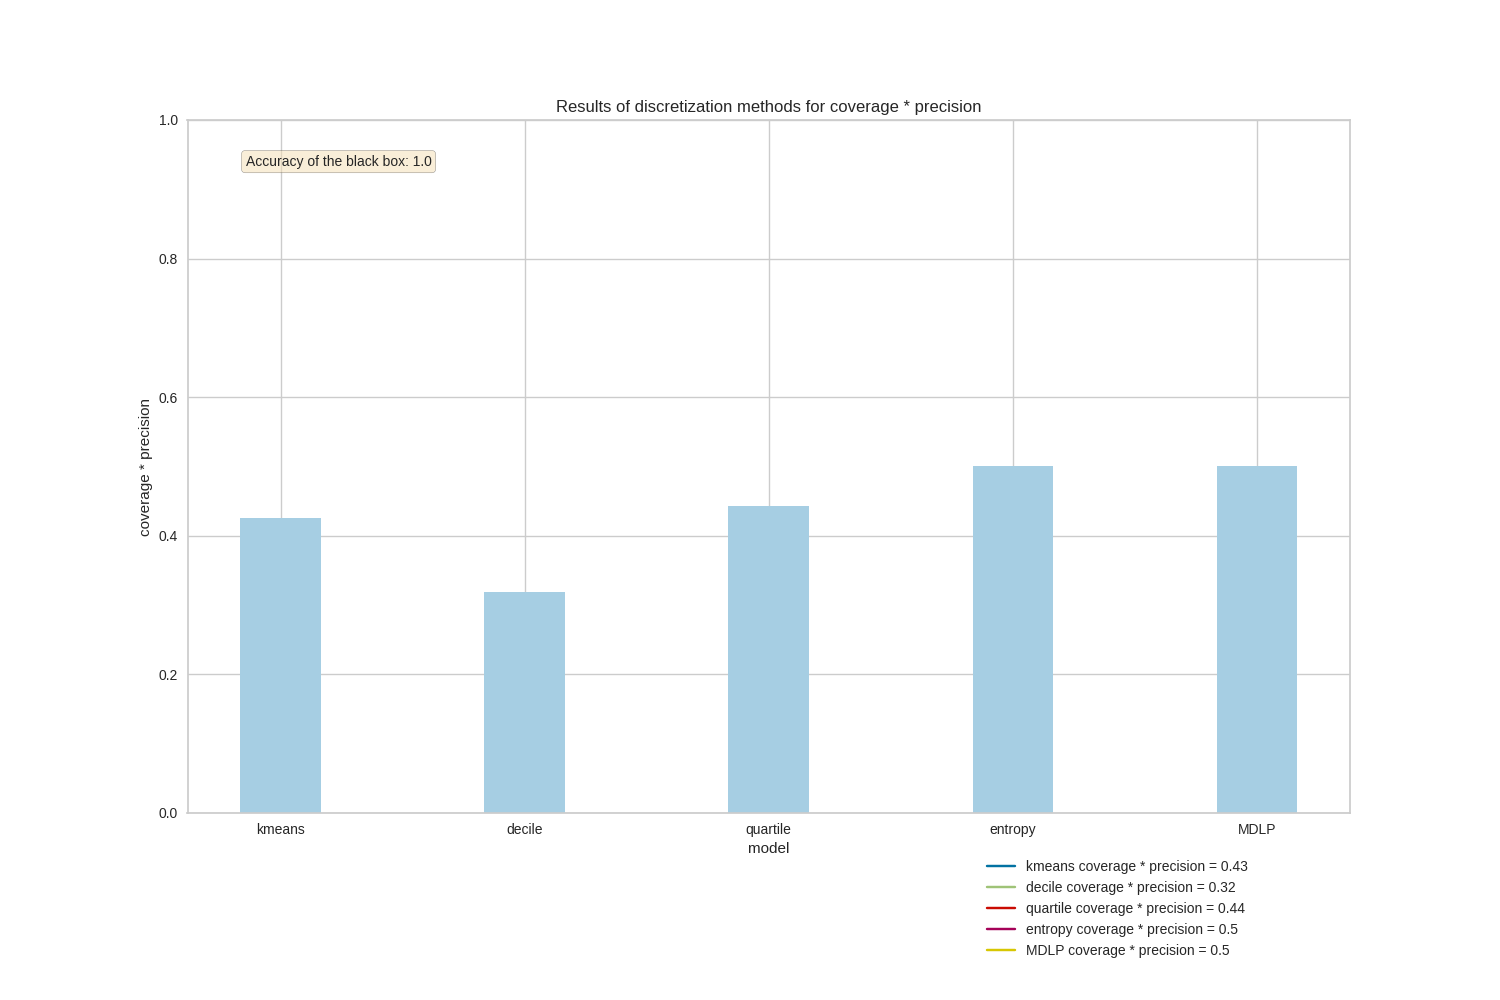 Results of discretization methods for coverage * precision
1.0
Accuracy of the black box: 1.0
0.8
0.6
coverage * precision
0.4
0.2
0.0
kmeans decile quartile entropy MDLP
model
kmeans coverage * precision = 0.43
decile coverage * precision = 0.32
quartile coverage * precision = 0.44
entropy coverage * precision = 0.5
MDLP coverage * precision = 0.5